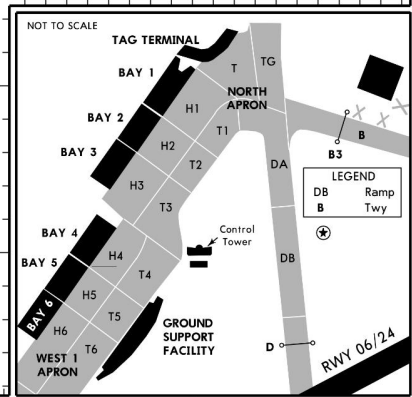 NOT TO SCALE
TAG TERMINAL
T
TG
BAY 1
H1
NORTH
APRON
BAY 2
T1
B
BAY 3
H2
B3
T2
DA
H3
LEGEND
DB Ramp
B Twy
T3
BAY 4
Control
Tower
H4
BAY 5
T4
DB
H5
BAY 6
T5
GROUND
SUPPORT
FACILITY
H6
D
RWY 06/24
T6
WEST 1
APRON